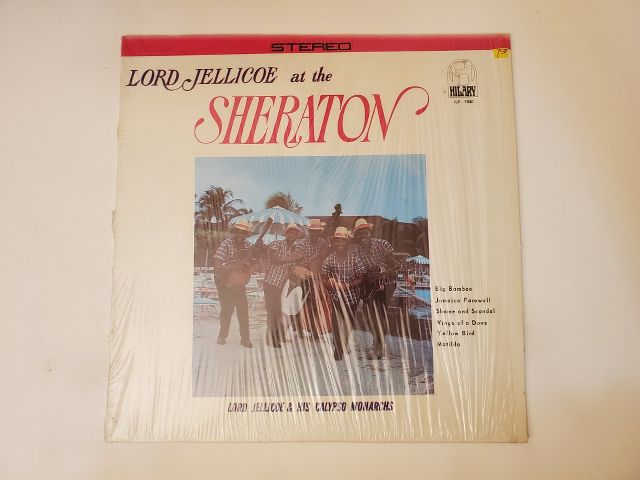 STEREO
LORD JELLICOE at the
SHERATON
HILARY
Big Bamboo
Jamaica Farewell
Shame and Scandal
Wings of a Dove
Yellow Bird
Matilda
LORD JELLICOE & HIS CALYPSO MONARCHS